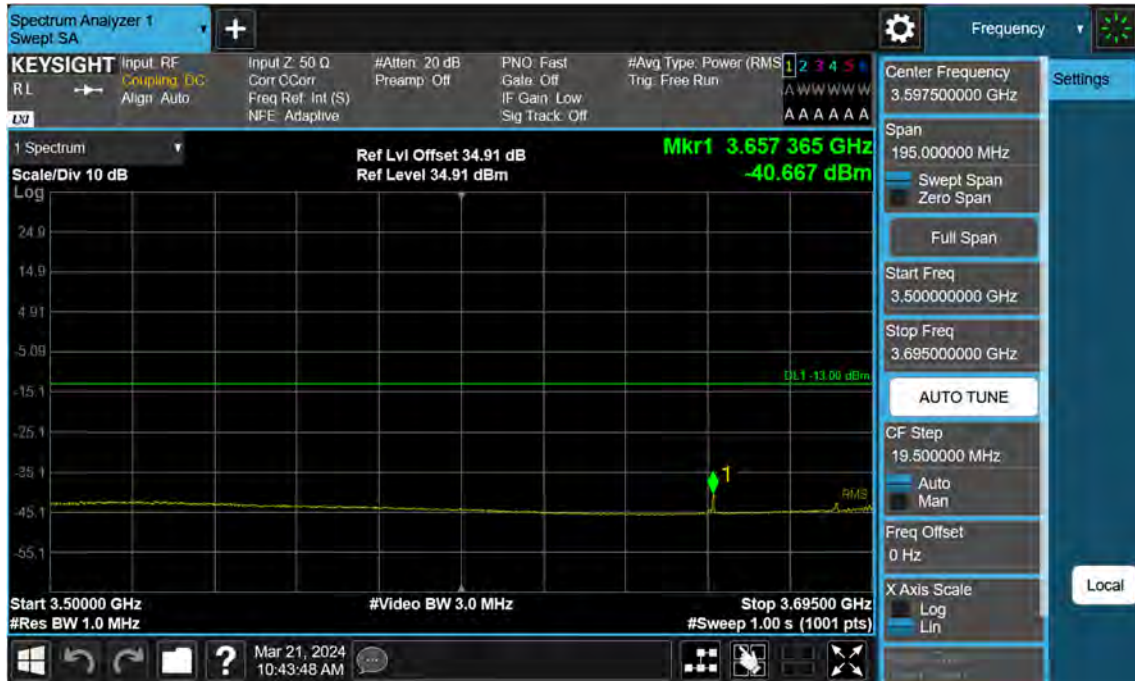 Spectrum Analyzer 1
Swept SA
Frequency
KEYSIGHT
RL
LXI
Input: RF
Coupling: DC
Align: Auto
Input Z: 50 Ω
Corr CCorr
Freq Ref: Int (S)
NFE: Adaptive
#Atten: 20 dB
Preamp: Off
PNO: Fast
Gate: Off
IF Gain: Low
Sig Track: Off
#Avg Type: Power (RMS
Trig: Free Run
1 2 3 4 5 6
A W W W W W
A A A A A A
1 Spectrum
Scale/Div 10 dB
Log
Ref Lvl Offset 34.91 dB
Ref Level 34.91 dBm
Mkr1 3.657 365 GHz
-40.667 dBm
24.9
14.9
4.91
-5.09
DL1 -13.00 dBm
-15.1
-25.1
-35.1
1
RMS
-45.1
-55.1
Start 3.50000 GHz
#Res BW 1.0 MHz
#Video BW 3.0 MHz
Stop 3.69500 GHz
#Sweep 1.00 s (1001 pts)
?
Mar 21, 2024
10:43:48 AM
Center Frequency
3.597500000 GHz
Span
195.000000 MHz
Swept Span
Zero Span
Full Span
Start Freq
3.500000000 GHz
Stop Freq
3.695000000 GHz
AUTO TUNE
CF Step
19.500000 MHz
Auto
Man
Freq Offset
0 Hz
X Axis Scale
Log
Lin
Settings
Local